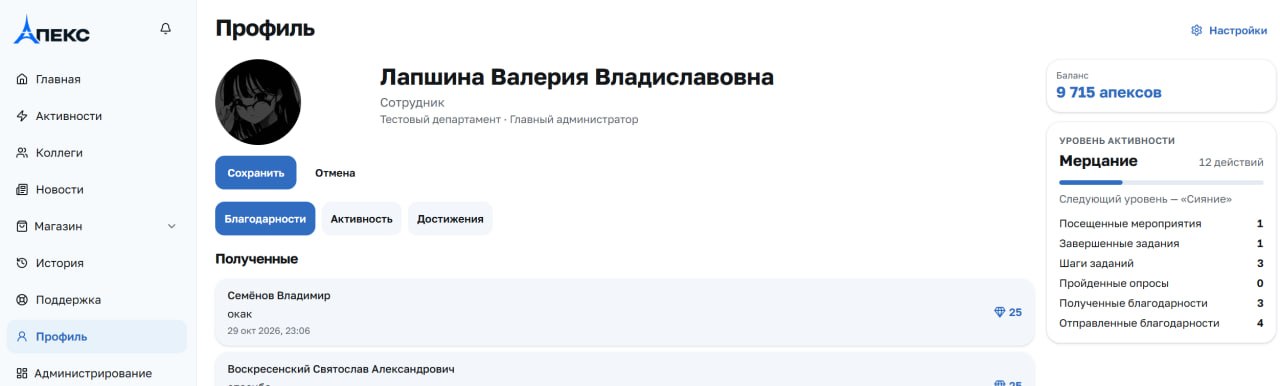 Апекс
Главная
Активности
Коллеги
Новости
Магазин
История
Поддержка
Профиль
Администрирование
Профиль
Настройки
Лапшина Валерия Владиславовна
Сотрудник
Тестовый департамент · Главный администратор
Сохранить Отмена
Благодарности Активность Достижения
Полученные
Семёнов Владимир
окак
29 окт 2026, 23:06
25
Воскресенский Святослав Александрович
25
Баланс
9 715 апексов
УРОВЕНЬ АКТИВНОСТИ
Мерцание 12 действий
Следующий уровень — «Сияние»
Посещенные мероприятия 1
Завершенные задания 1
Шаги заданий 3
Пройденные опросы 0
Полученные благодарности 3
Отправленные благодарности 4